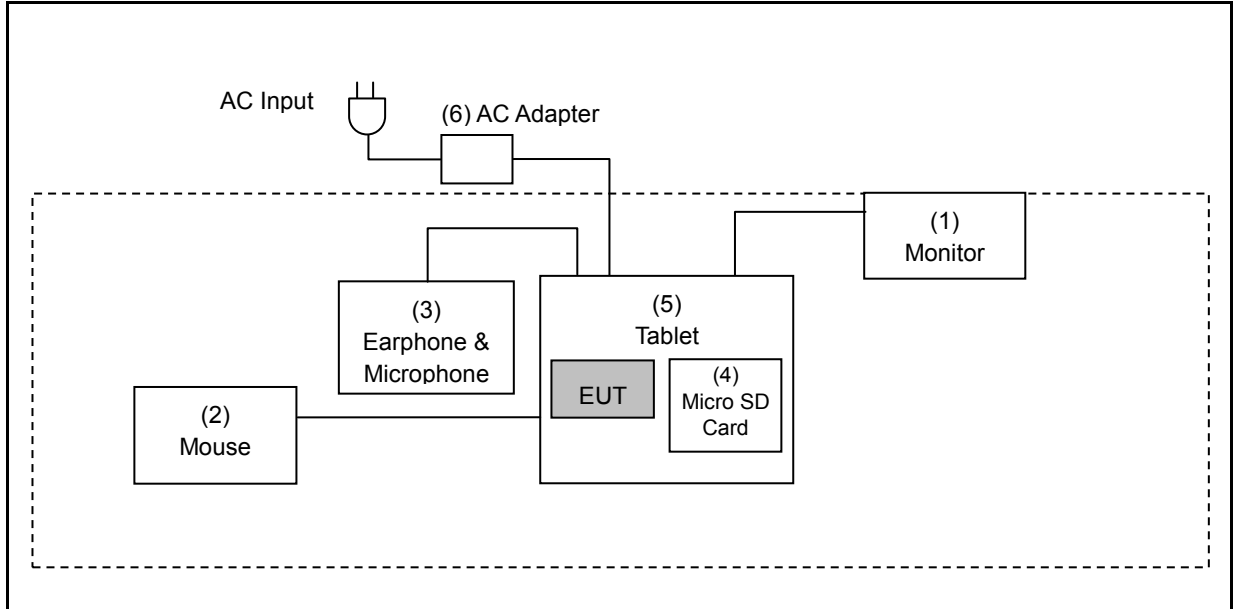 AC Input
(6) AC Adapter
(1)
Monitor
(3)
Earphone &
Microphone
(5)
Tablet
EUT
(4)
Micro SD
Card
(2)
Mouse